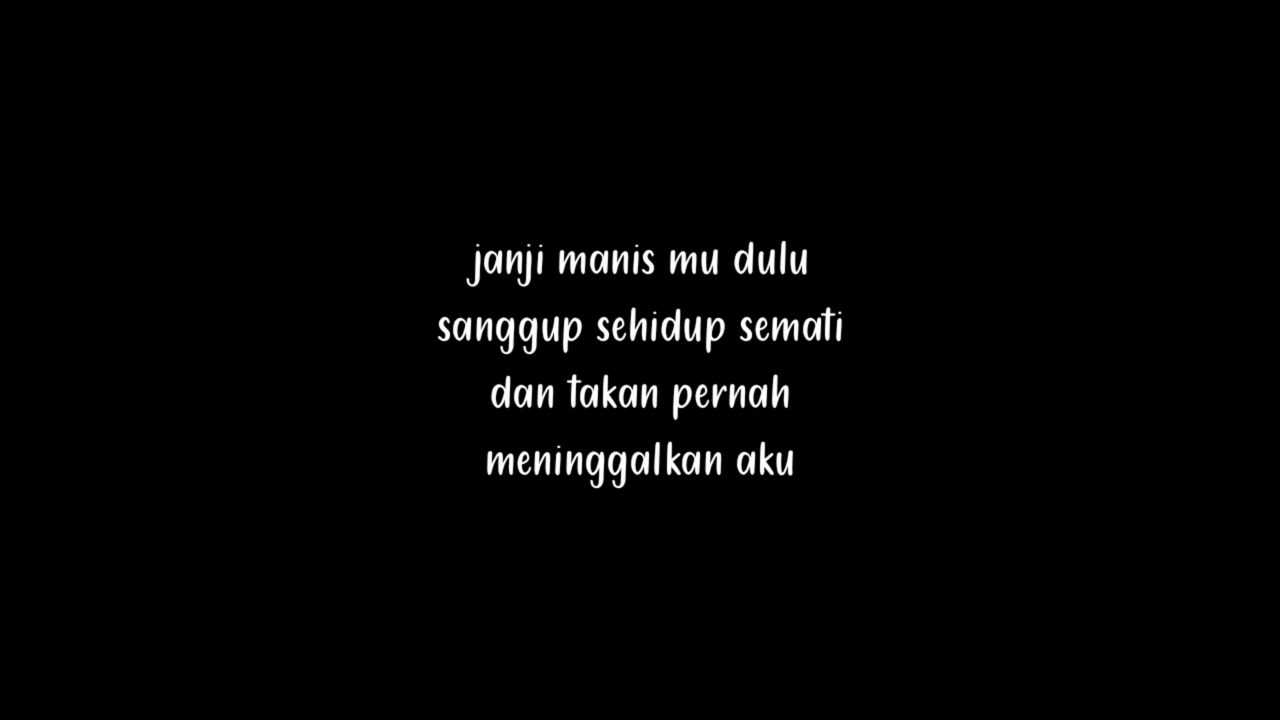 janji manis mu dulu
sanggup sehidup semati
dan takan pernah
meninggalkan aku